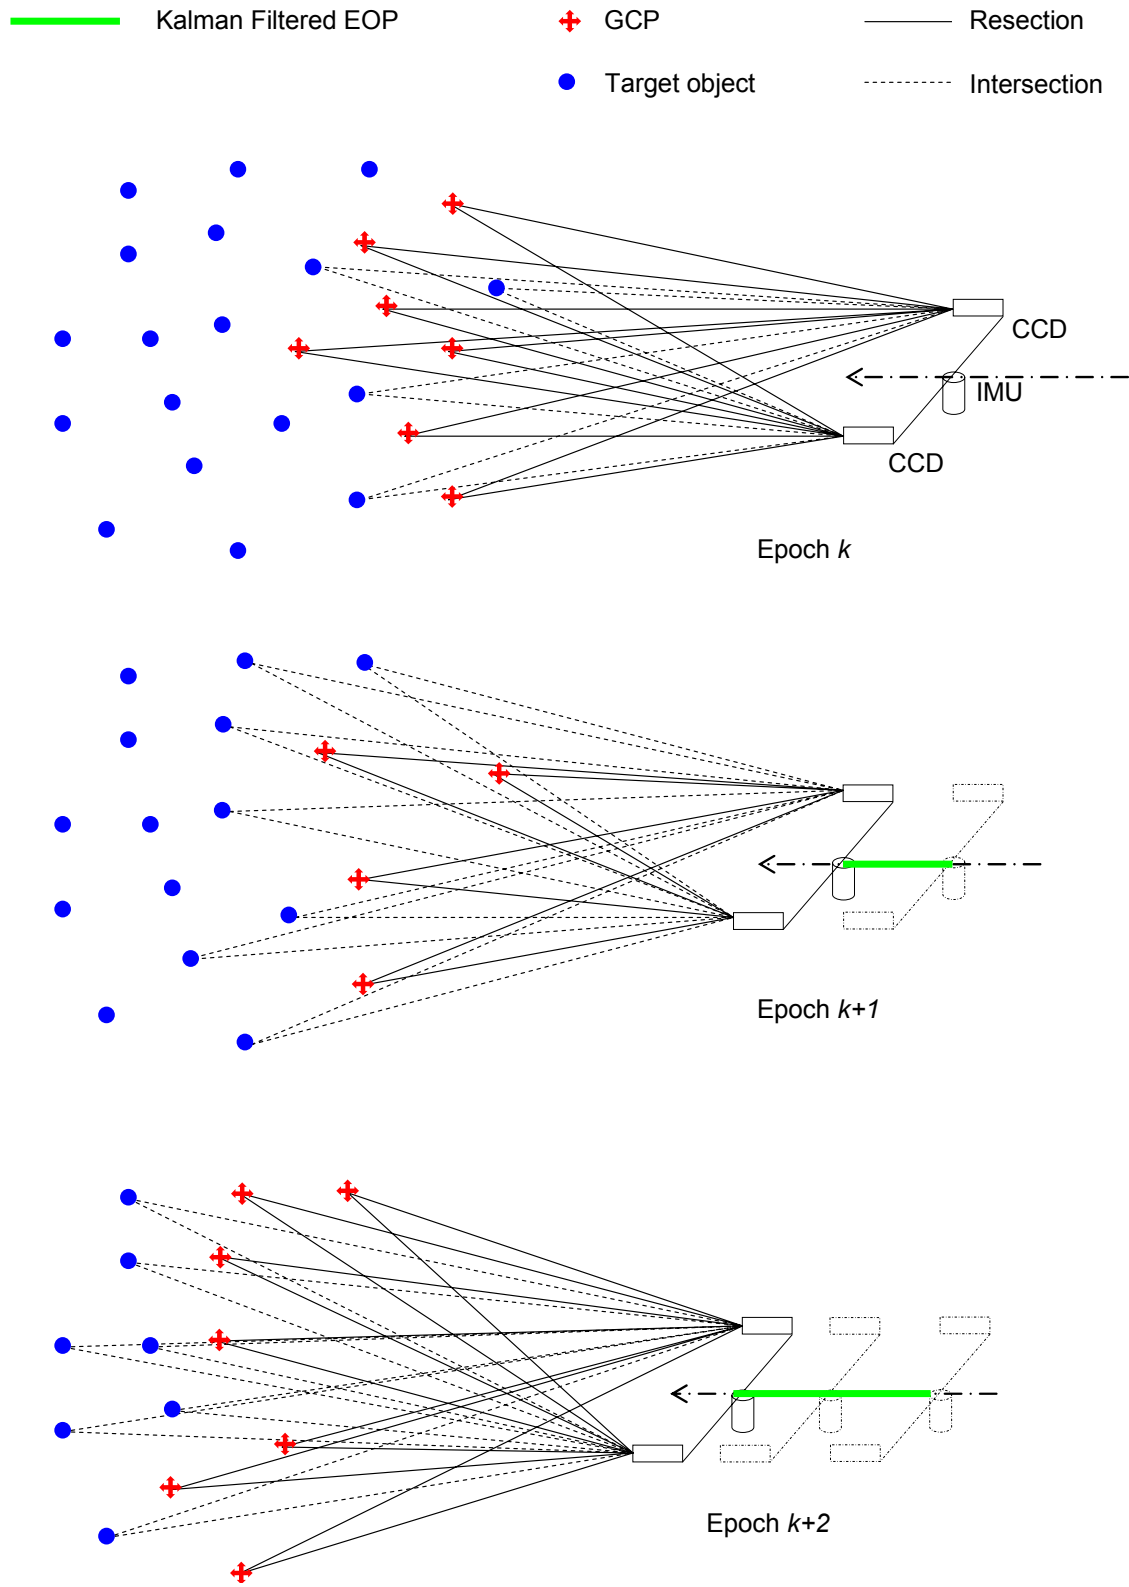 Kalman Filtered EOP
GCP
Resection
Target object
Intersection
CCD
IMU
CCD
Epoch k
Epoch k+1
Epoch k+2